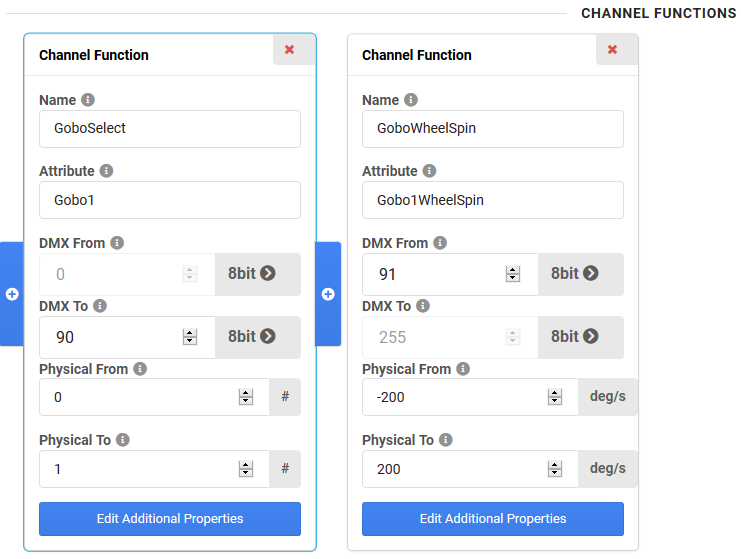 CHANNEL FUNCTIONS
Channel Function
Name
GoboSelect
Attribute
Gobo1
DMX From
0 8bit
DMX To
90 8bit
Physical From
0 #
Physical To
1 #
Edit Additional Properties
Channel Function
Name
GoboWheelSpin
Attribute
Gobo1WheelSpin
DMX From
91 8bit
DMX To
255 8bit
Physical From
-200 deg/s
Physical To
200 deg/s
Edit Additional Properties